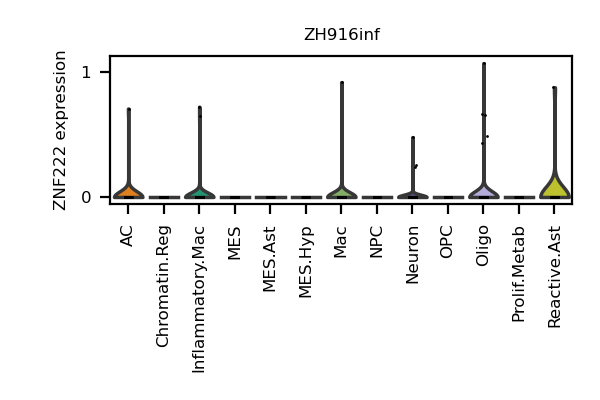 ZH916inf
ZNF222 expression
1
0
AC
Chromatin.Reg
Inflammatory.Mac
MES
MES.Ast
MES.Hyp
Mac
NPC
Neuron
OPC
Oligo
Prolif.Metab
Reactive.Ast